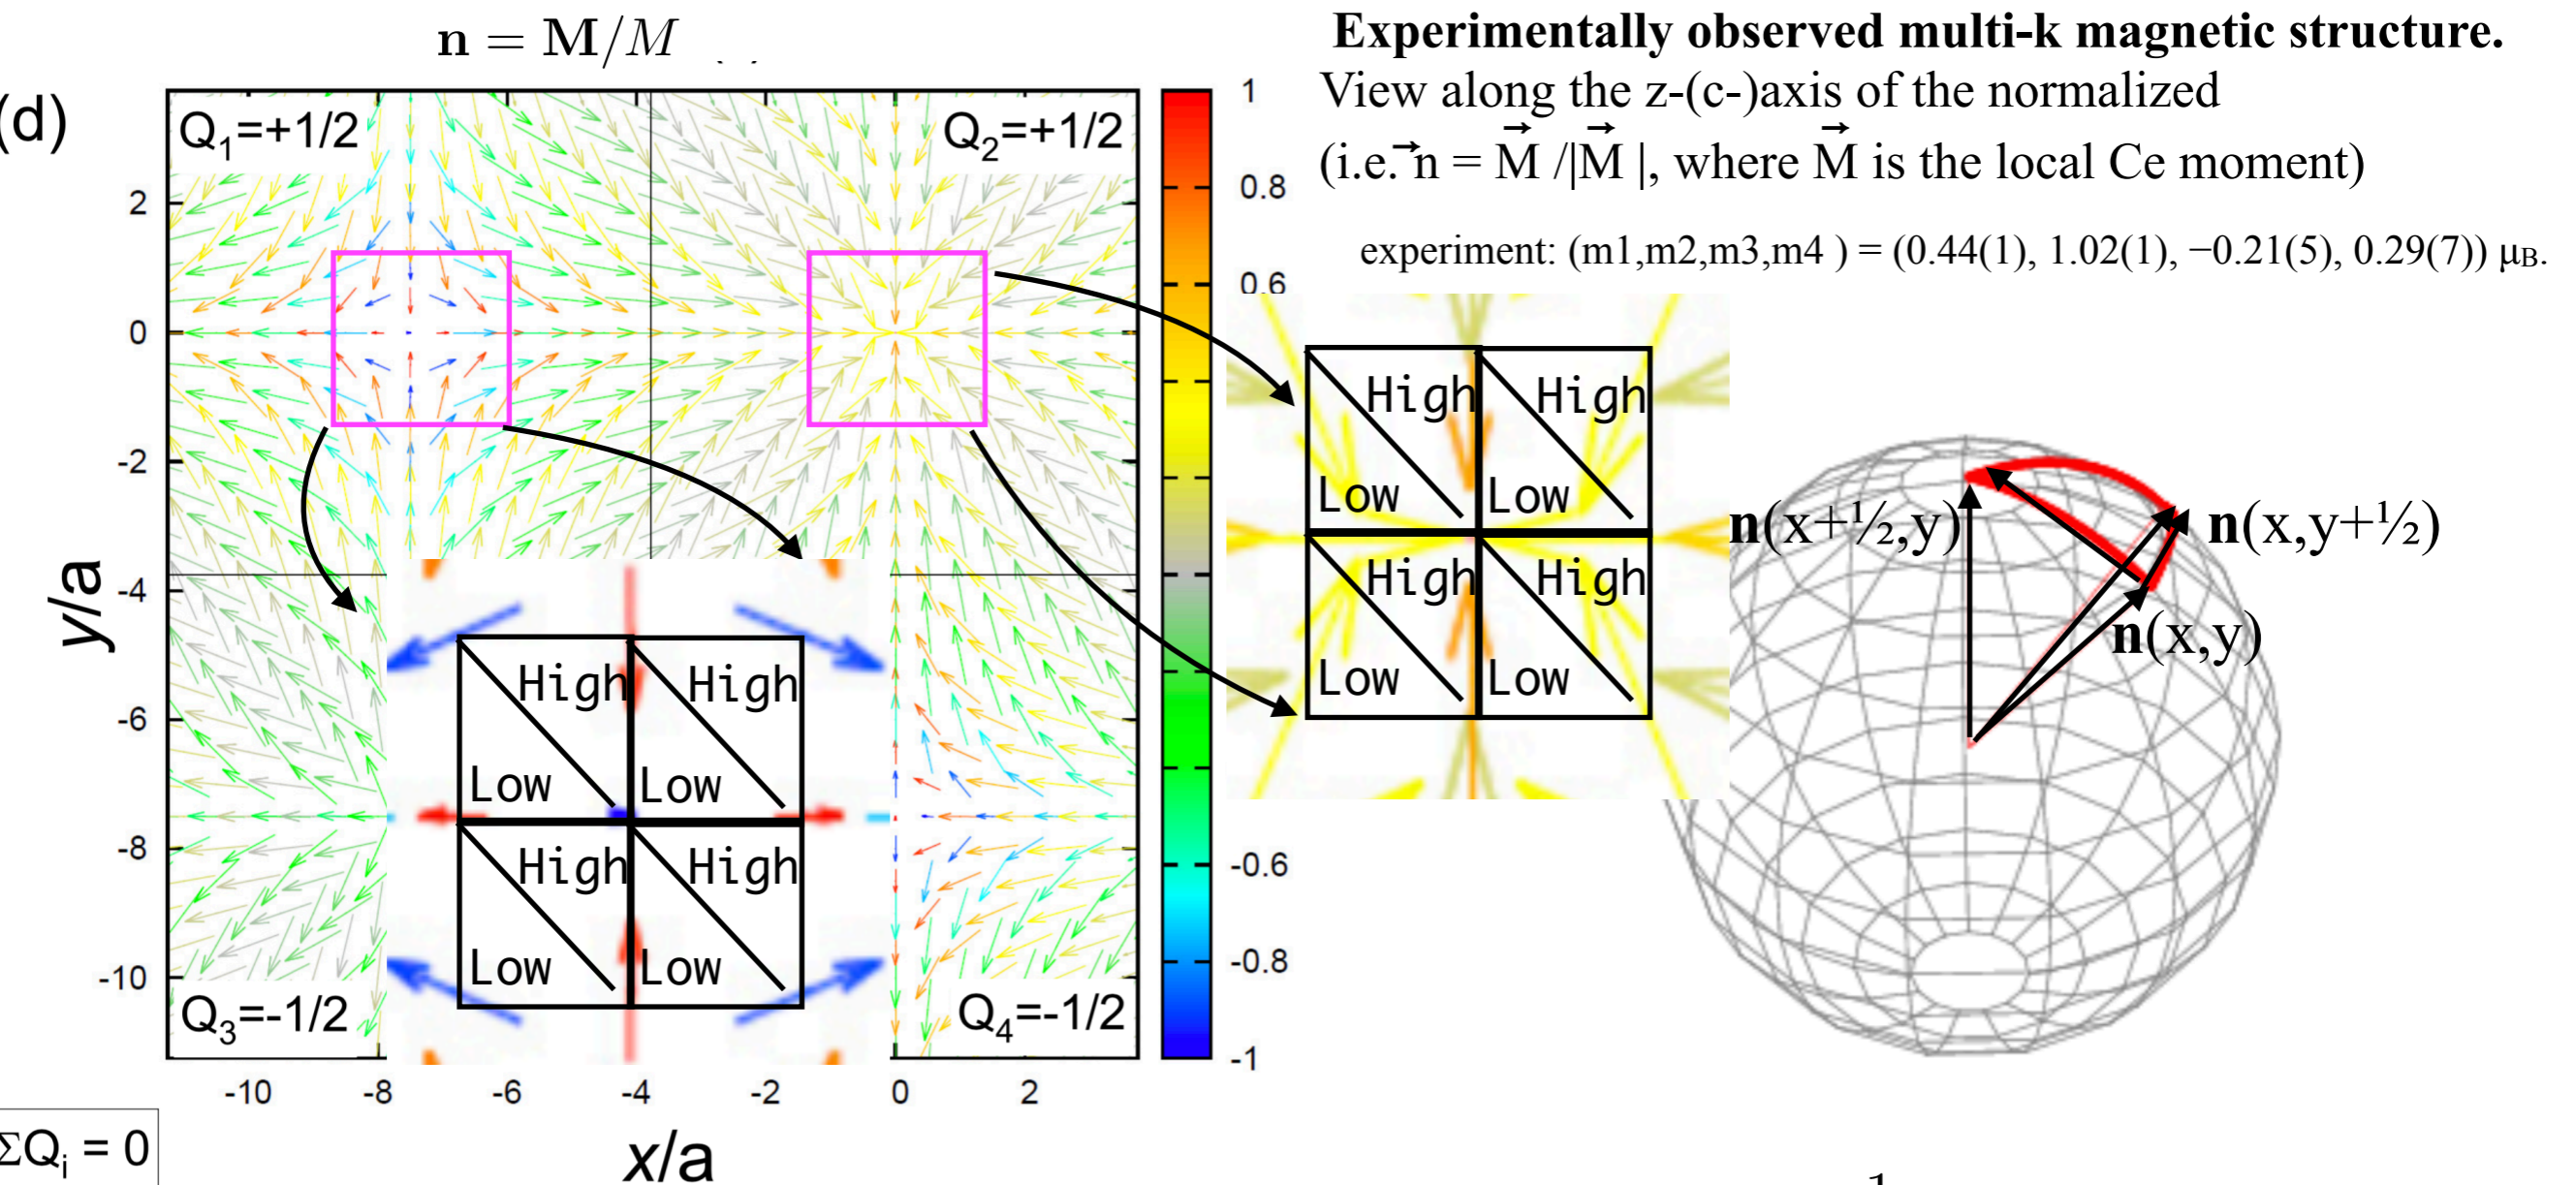 n = M/M
(d)
Q1=+1/2
Q2=+1/2
Q3=-1/2
Q4=-1/2
2
0
-2
-4
-6
-8
-10
y/a
-10
-8
-6
-4
-2
0
2
x/a
ΣQi = 0
1
0.8
0.6
-0.6
-0.8
-1
Experimentally observed multi-k magnetic structure.
View along the z-(c-)axis of the normalized
(i.e. n⃗ = M⃗ /|M⃗ |, where M⃗ is the local Ce moment)
experiment: (m1,m2,m3,m4 ) = (0.44(1), 1.02(1), −0.21(5), 0.29(7)) μB.
High High
Low Low
High High
Low Low
High High
Low Low
High High
Low Low
n(x+½,y)
n(x,y+½)
n(x,y)
1